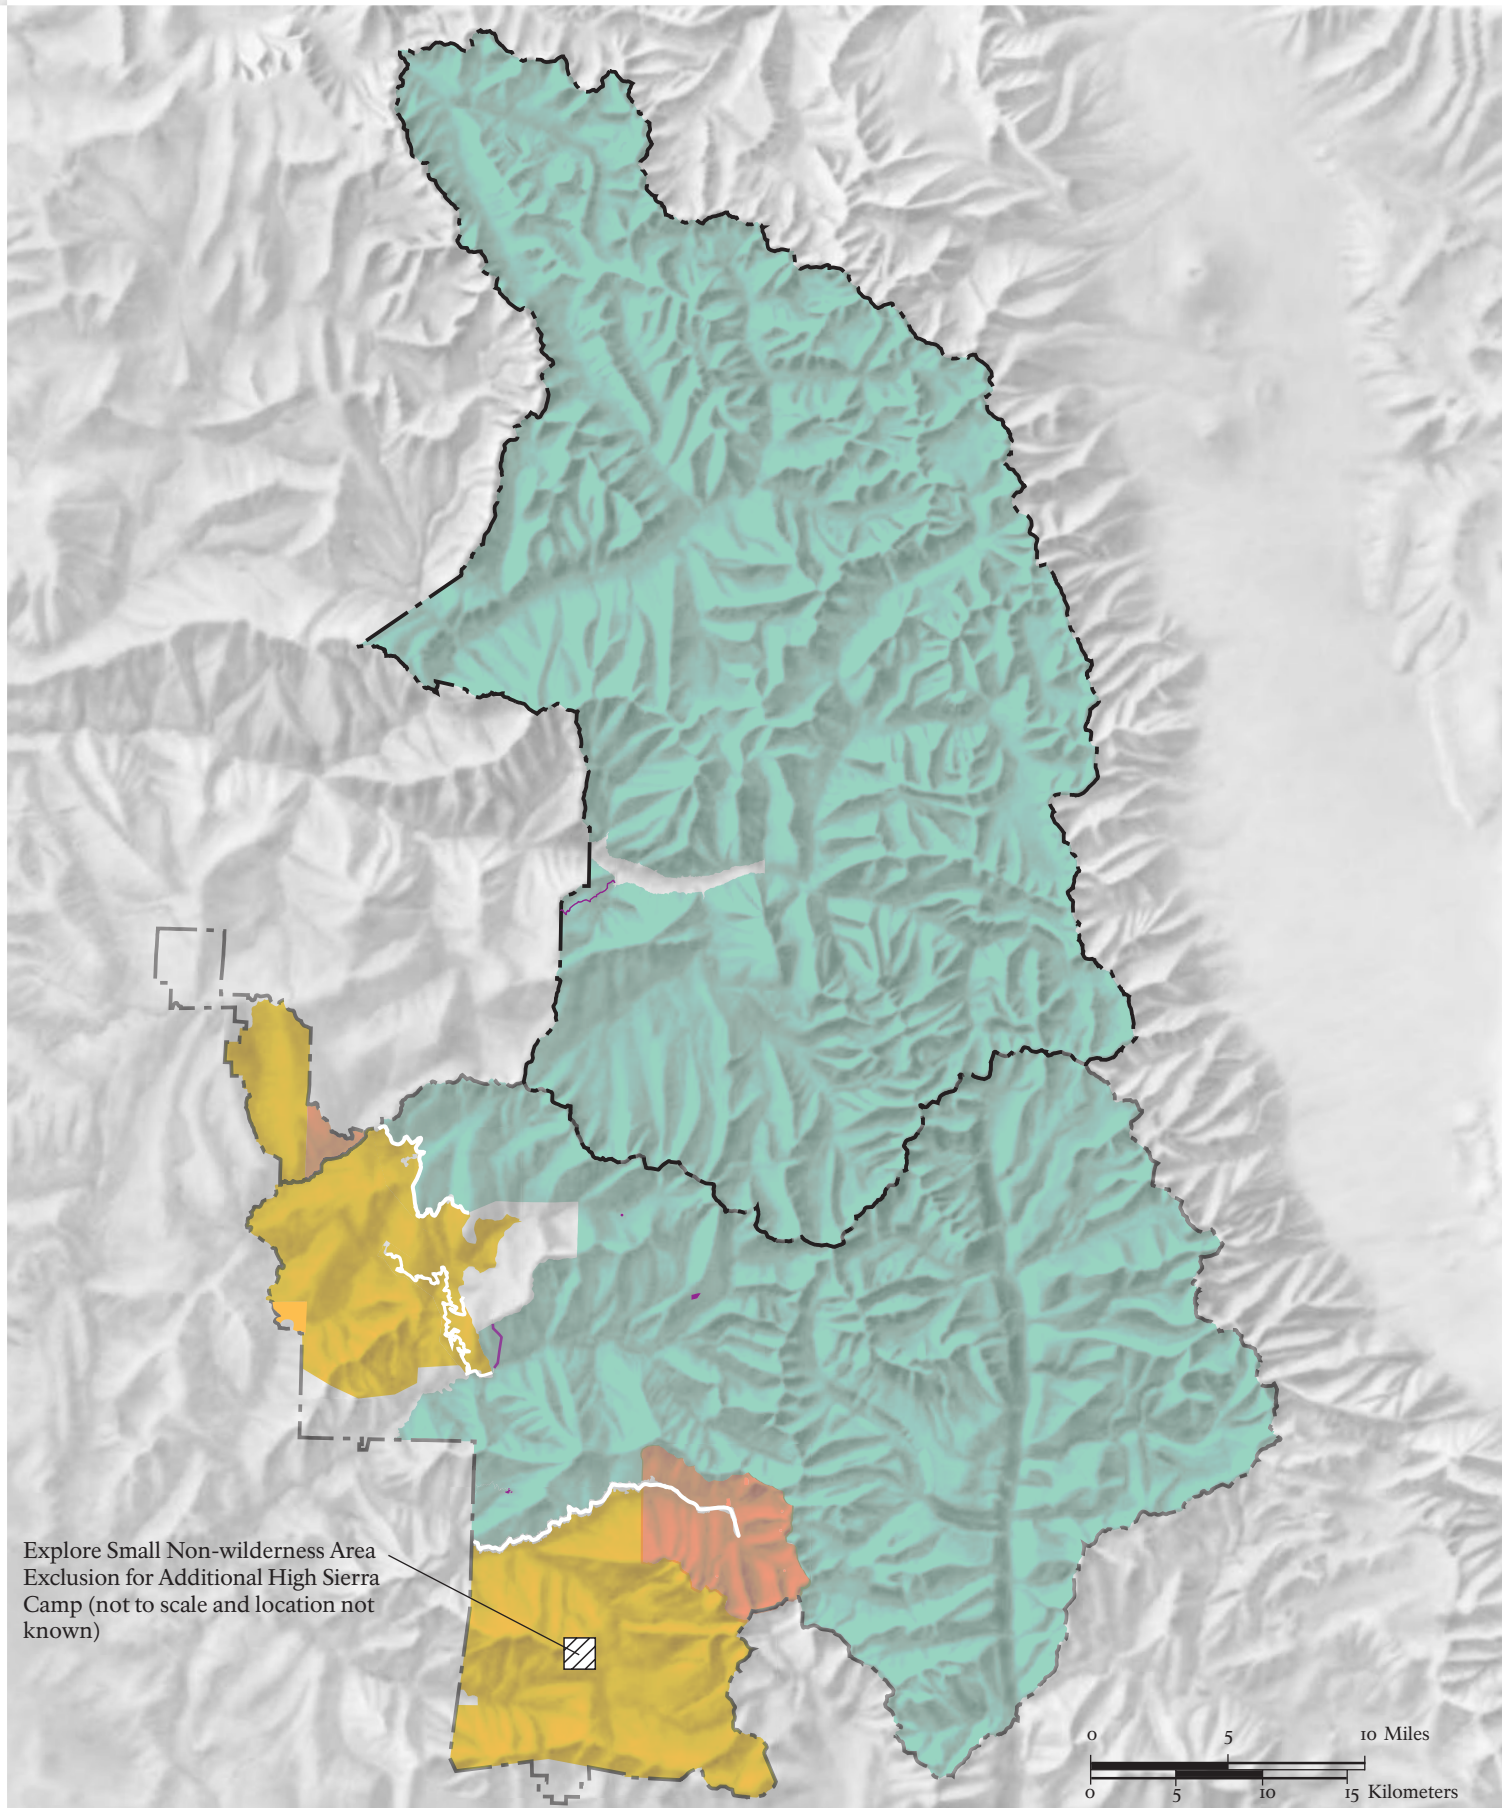 Explore Small Non-wilderness Area
Exclusion for Additional High Sierra
Camp (not to scale and location not
known)
0 5 10 Miles
0 5 10 15 Kilometers